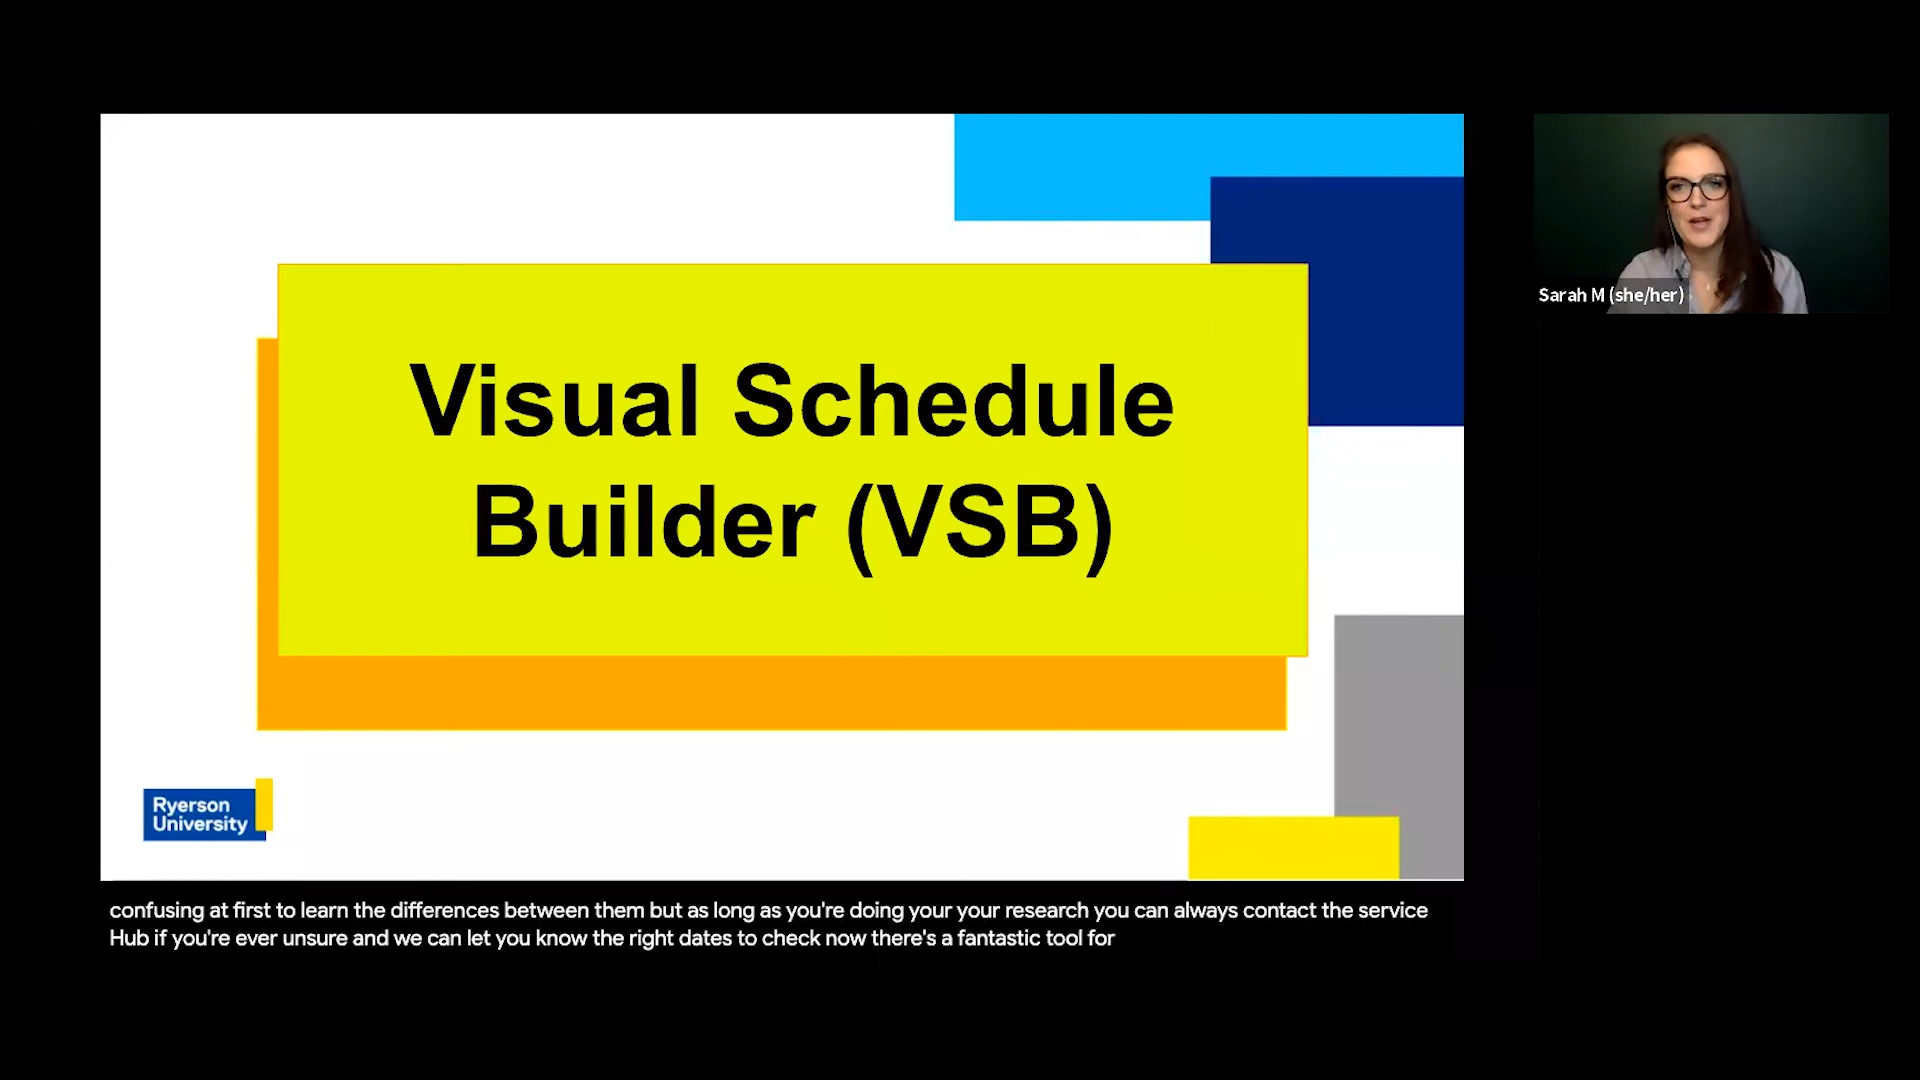 Visual Schedule
Builder (VSB)
Sarah M (she/her)
Ryerson
University
confusing at first to learn the differences between them but as long as you're doing your your research you can always contact the service
Hub if you're ever unsure and we can let you know the right dates to check now there's a fantastic tool for